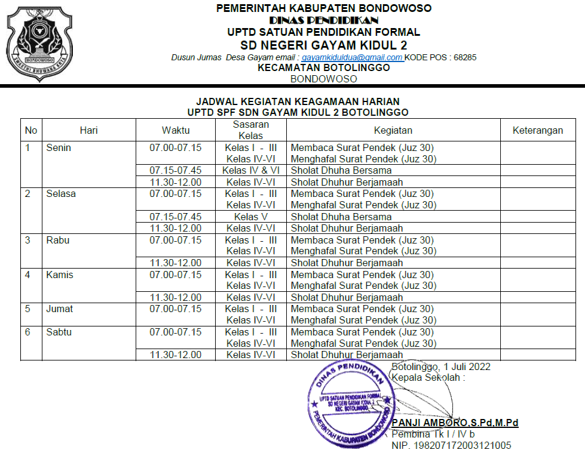 PEMERINTAH KABUPATEN BONDOWOSO
DINAS PENDIDIKAN
UPTD SATUAN PENDIDIKAN FORMAL
SD NEGERI GAYAM KIDUL 2
Dusun Jumas Desa Gayam email : gayamkiduldua@gmail.com KODE POS : 68285
KECAMATAN BOTOLINGGO
BONDOWOSO
JADWAL KEGIATAN KEAGAMAAN HARIAN
UPTD SPF SDN GAYAM KIDUL 2 BOTOLINGGO
No Hari Waktu Sasaran Kelas Kegiatan Keterangan
1 Senin 07.00-07.15 Kelas I - III Membaca Surat Pendek (Juz 30)
Kelas IV-VI Menghafal Surat Pendek (Juz 30)
07.15-07.45 Kelas IV & VI Sholat Dhuha Bersama
11.30-12.00 Kelas IV-VI Sholat Dhuhur Berjamaah
2 Selasa 07.00-07.15 Kelas I - III Membaca Surat Pendek (Juz 30)
Kelas IV-VI Menghafal Surat Pendek (Juz 30)
07.15-07.45 Kelas V Sholat Dhuha Bersama
11.30-12.00 Kelas IV-VI Sholat Dhuhur Berjamaah
3 Rabu 07.00-07.15 Kelas I - III Membaca Surat Pendek (Juz 30)
Kelas IV-VI Menghafal Surat Pendek (Juz 30)
11.30-12.00 Kelas IV-VI Sholat Dhuhur Berjamaah
4 Kamis 07.00-07.15 Kelas I - III Membaca Surat Pendek (Juz 30)
Kelas IV-VI Menghafal Surat Pendek (Juz 30)
11.30-12.00 Kelas IV-VI Sholat Dhuhur Berjamaah
5 Jumat 07.00-07.15 Kelas I - III Membaca Surat Pendek (Juz 30)
Kelas IV-VI Menghafal Surat Pendek (Juz 30)
6 Sabtu 07.00-07.15 Kelas I - III Membaca Surat Pendek (Juz 30)
Kelas IV-VI Menghafal Surat Pendek (Juz 30)
11.30-12.00 Kelas IV-VI Sholat Dhuhur Berjamaah
Botolinggo, 1 Juli 2022
Kepala Sekolah :
DINAS PENDIDIKAN
UPTD SATUAN PENDIDIKAN FORMAL
SD NEGERI GAYAM KIDUL 2
KEC. BOTOLINGGO
PEMERINTAH KABUPATEN BONDOWOSO
PANJI AMBORO,S.Pd,M.Pd
Pembina Tk I / IV b
NIP. 198207172003121005